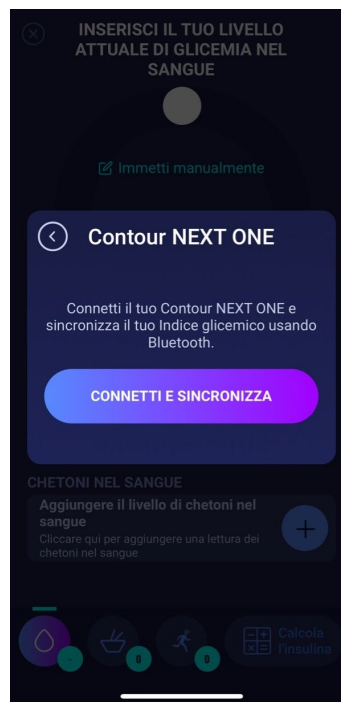 INSERISCI IL TUO LIVELLO
ATTUALE DI GLICEMIA NEL
SANGUE
Immetti manualmente
Contour NEXT ONE
Connetti il tuo Contour NEXT ONE e
sincronizza il tuo Indice glicemico usando
Bluetooth.
CONNETTI E SINCRONIZZA
CHETONI NEL SANGUE
Aggiungere il livello di chetoni nel
sangue
Cliccare qui per aggiungere una lettura dei
chetoni nel sangue
-
0
0
Calcola
l'insulina